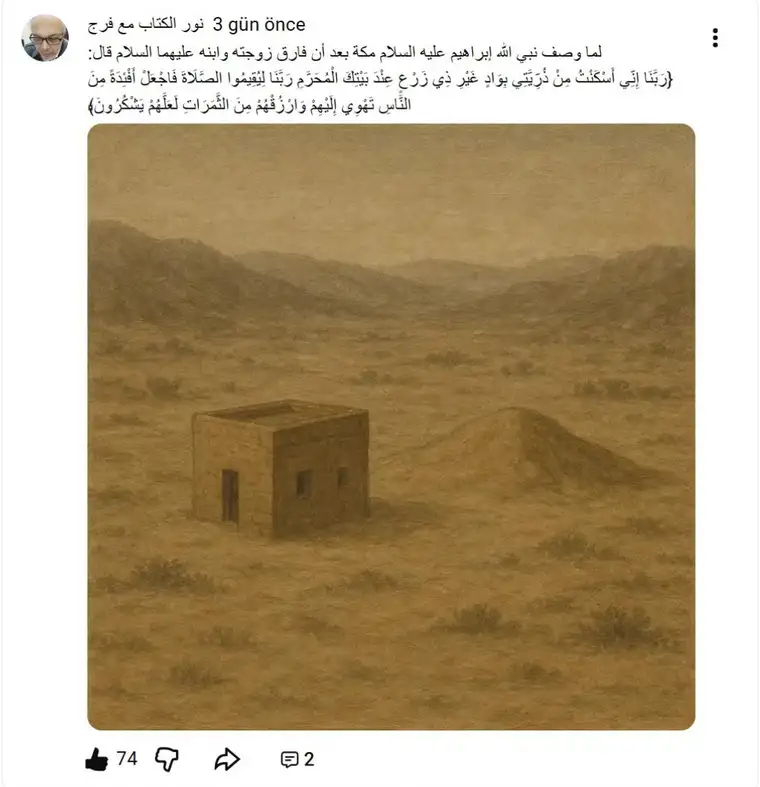 نور الكتاب مع فرج 3 gün önce
لما وصف نبي الله إبراهيم عليه السلام مكة بعد أن فارق زوجته وابنه عليهما السلام قال:
{رَبَّنَا إِنِّي أَسْكَنْتُ مِنْ ذُرِّيَّتِي بِوَادٍ غَيْرِ ذِي زَرْعٍ عِنْدَ بَيْتِكَ الْمُحَرَّمِ رَبَّنَا لِيُقِيمُوا الصَّلَاةَ فَاجْعَلْ أَفْئِدَةً مِنَ
النَّاسِ تَهْوِي إِلَيْهِمْ وَارْزُقْهُمْ مِنَ الثَّمَرَاتِ لَعَلَّهُمْ يَشْكُرُونَ﴾
74 2